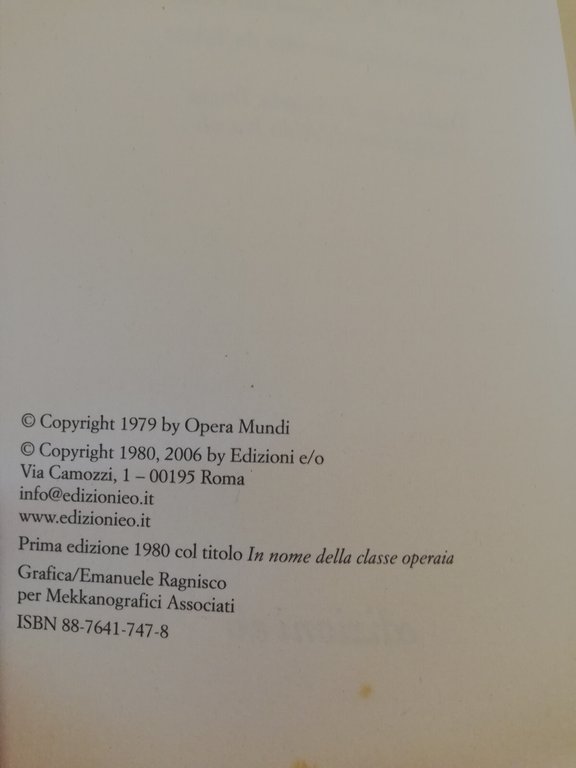 © Copyright 1979 by Opera Mundi
© Copyright 1980, 2006 by Edizioni e/o
Via Camozzi, 1 – 00195 Roma
info@edizionieo.it
www.edizionieo.it
Prima edizione 1980 col titolo In nome della classe operaia
Grafica/Emanuele Ragnisco
per Mekkanografici Associati
ISBN 88-7641-747-8